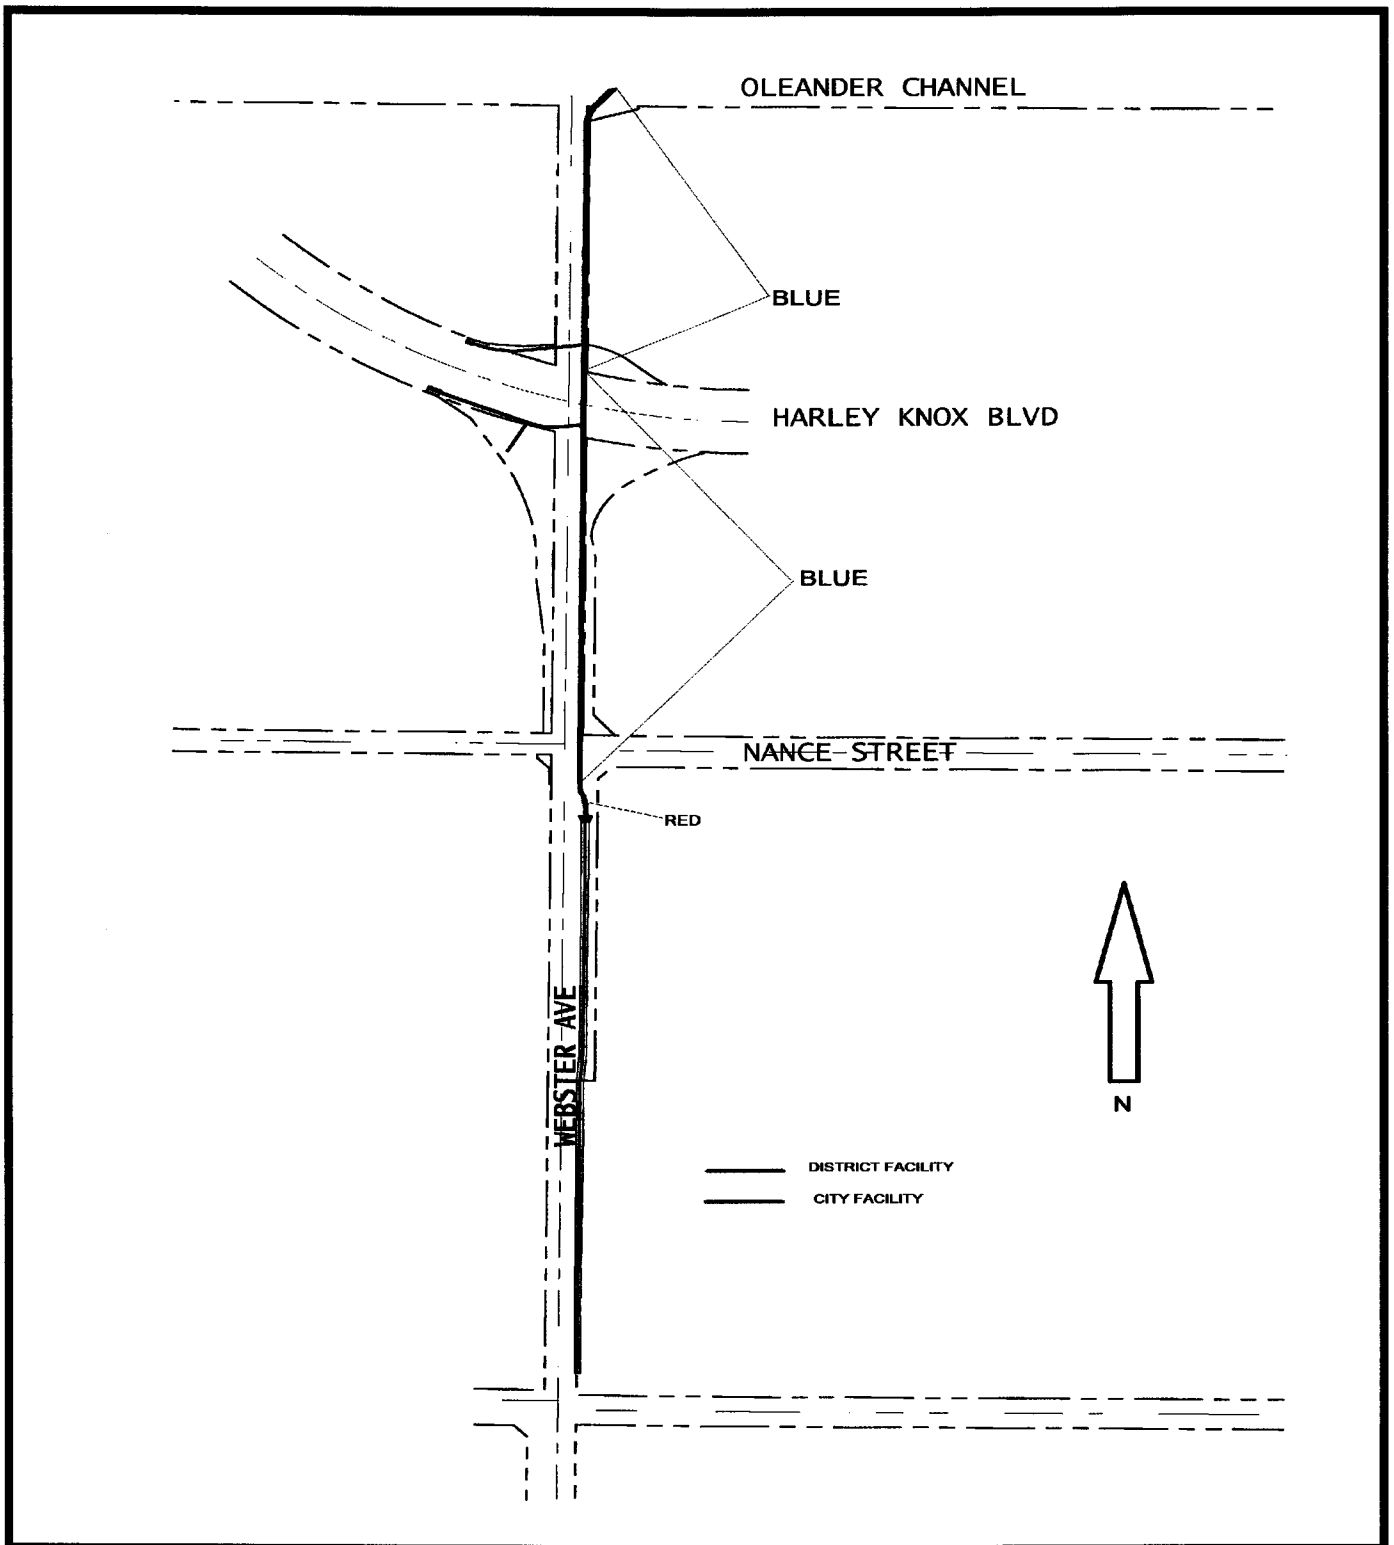 OLEANDER CHANNEL
BLUE
HARLEY KNOX BLVD
BLUE
NANCE STREET
RED
WEBSTER AVE
N
DISTRICT FACILITY
CITY FACILITY